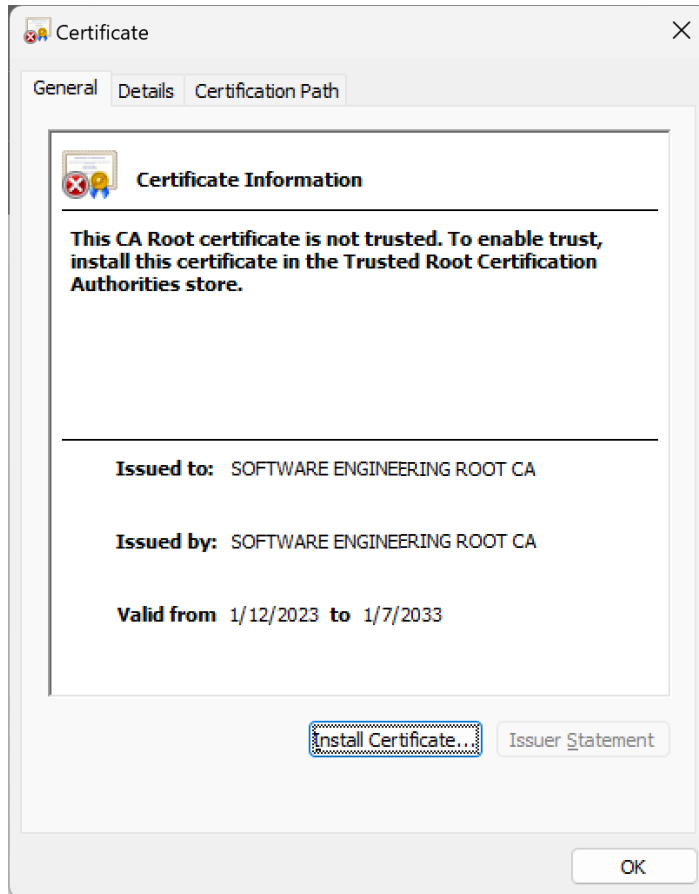 Certificate
General Details Certification Path
Certificate Information
This CA Root certificate is not trusted. To enable trust,
install this certificate in the Trusted Root Certification
Authorities store.
Issued to: SOFTWARE ENGINEERING ROOT CA
Issued by: SOFTWARE ENGINEERING ROOT CA
Valid from 1/12/2023 to 1/7/2033
Install Certificate... Issuer Statement
OK